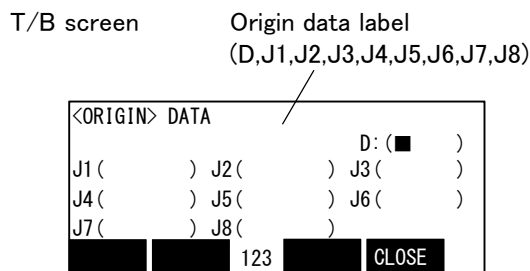 T/B screen Origin data label
(D,J1,J2,J3,J4,J5,J6,J7,J8)
<ORIGIN> DATA
D:(■ )
J1( ) J2( ) J3( )
J4( ) J5( ) J6( )
J7( ) J8( )
123 CLOSE